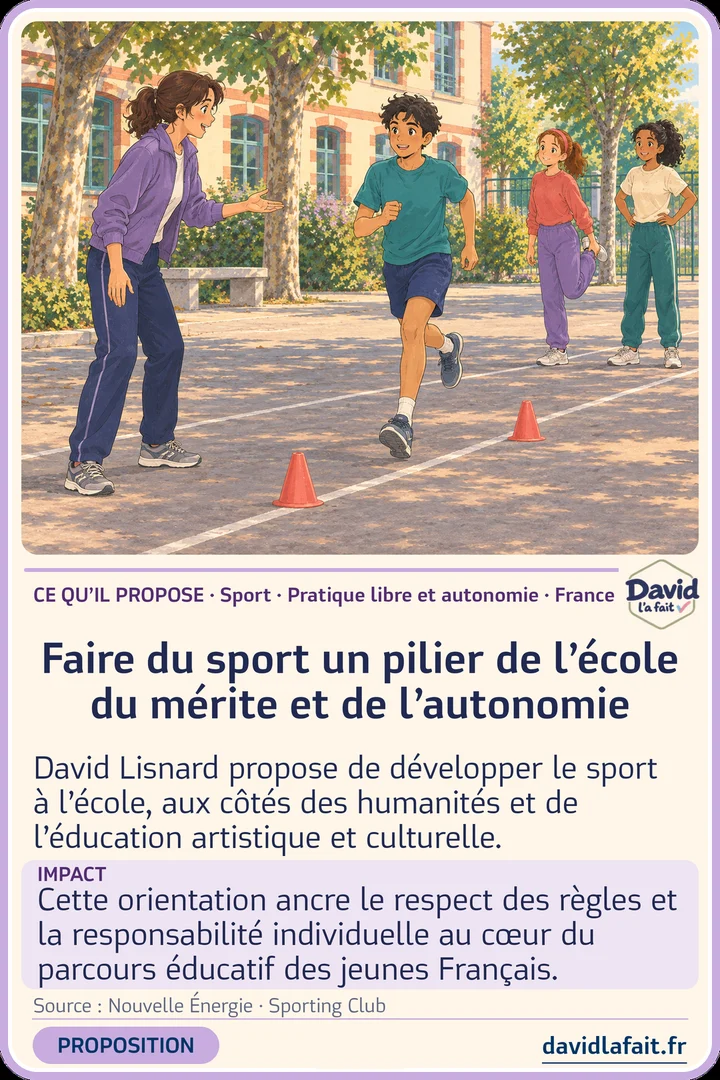 CE QU’IL PROPOSE · Sport · Pratique libre et autonomie · France
David
l’a fait
Faire du sport un pilier de l’école
du mérite et de l’autonomie
David Lisnard propose de développer le sport
à l’école, aux côtés des humanités et de
l’éducation artistique et culturelle.
IMPACT
Cette orientation ancre le respect des règles et
la responsabilité individuelle au cœur du
parcours éducatif des jeunes Français.
Source : Nouvelle Énergie · Sporting Club
PROPOSITION
davidlafait.fr